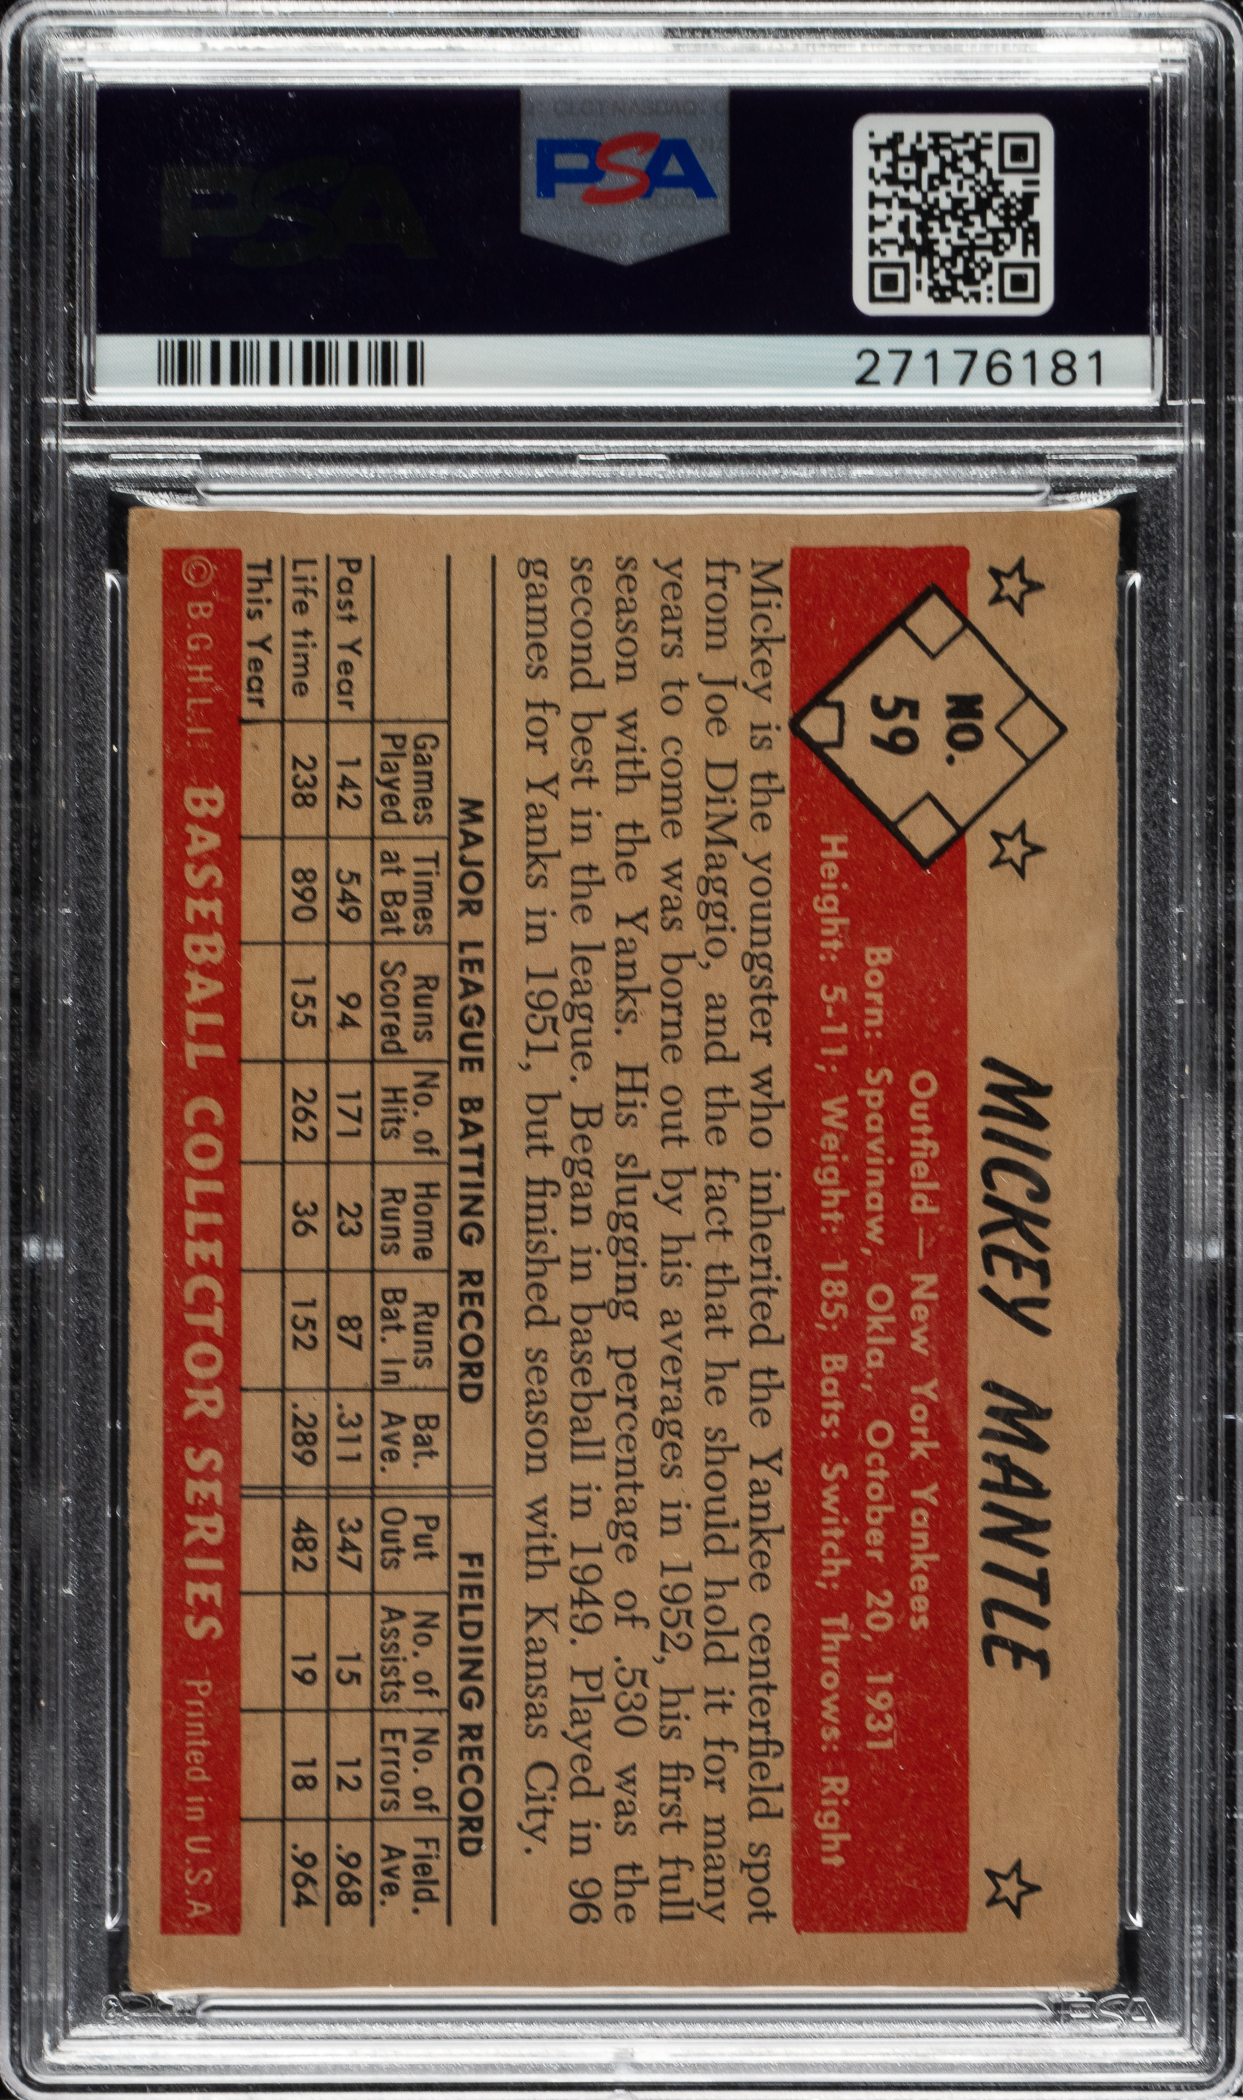 PSA
PSA
27176181
MICKEY MANTLE
NO.
59
Outfield — New York Yankees
Born: Spavinaw, Okla., October 20, 1931
Height: 5-11; Weight: 185; Bats: Switch; Throws: Right
Mickey is the youngster who inherited the Yankee centerfield spot
from Joe DiMaggio, and the fact that he should hold it for many
years to come was borne out by his averages in 1952, his first full
season with the Yanks. His slugging percentage of .530 was the
second best in the league. Began in baseball in 1949. Played in 96
games for Yanks in 1951, but finished season with Kansas City.
MAJOR LEAGUE BATTING RECORD FIELDING RECORD
Games Times Runs No. of Home Runs Bat. Put No. of No. of Field.
Played at Bat Scored Hits Runs Bat. In Ave. Outs Assists Errors Ave.
Past Year 142 549 94 171 23 87 .311 347 15 12 .968
Life time 238 890 155 262 36 152 .289 482 19 18 .964
This Year
© B.G.H.L.I. BASEBALL COLLECTOR SERIES Printed in U.S.A.
PSA